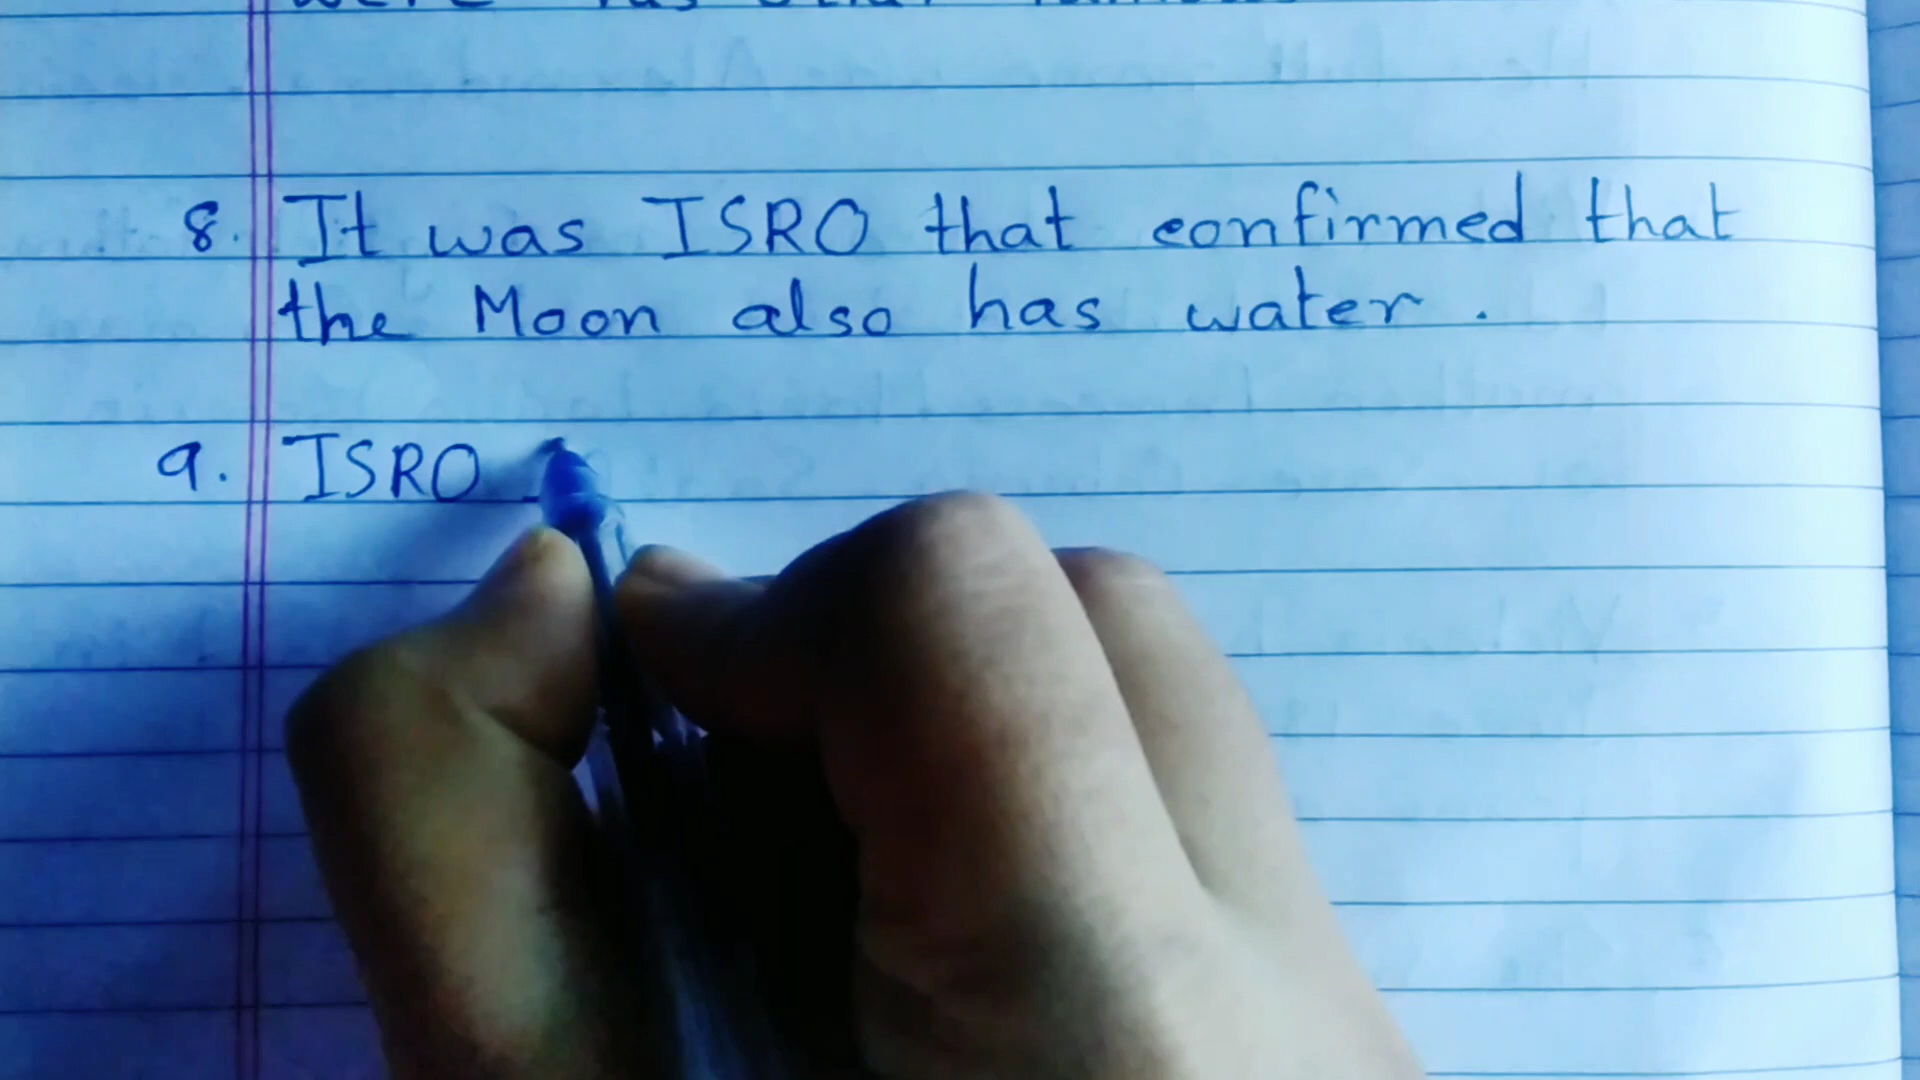 8. It was ISRO that confirmed that
the Moon also has water.
9. ISRO